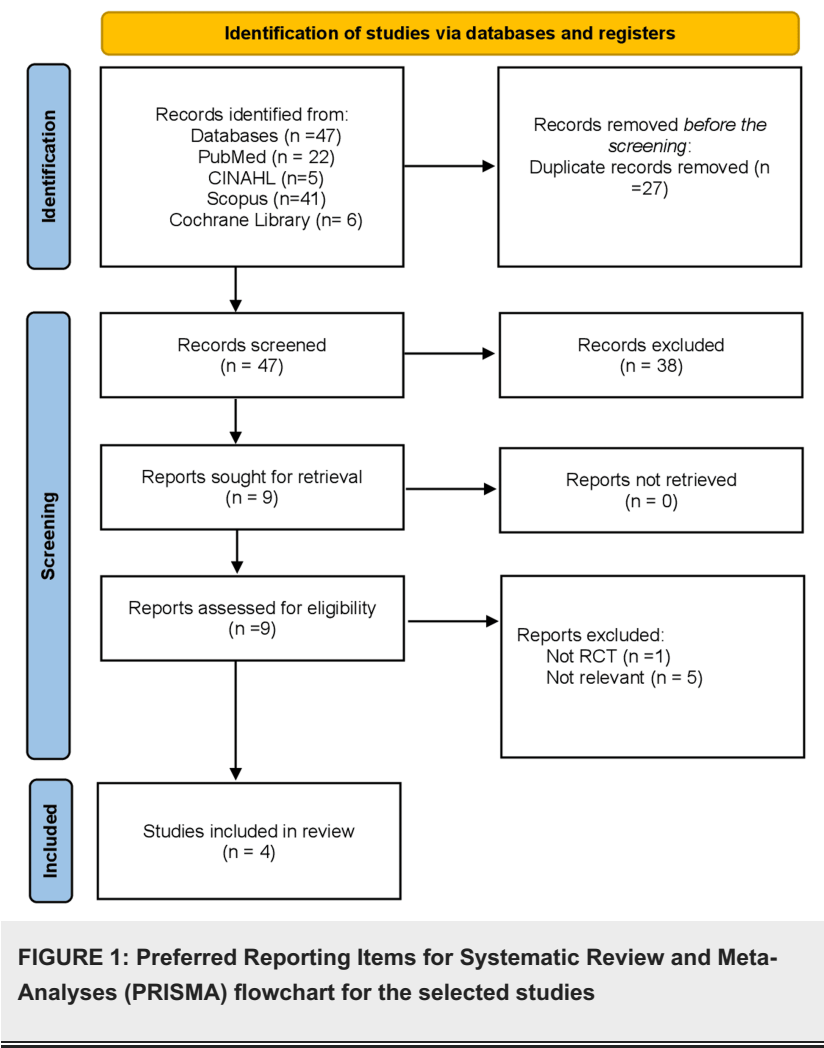 Identification of studies via databases and registers
Identification
Records identified from:
Databases (n =47)
PubMed (n = 22)
CINAHL (n=5)
Scopus (n=41)
Cochrane Library (n= 6)
Records removed before the
screening:
Duplicate records removed (n
=27)
Screening
Records screened
(n = 47)
Records excluded
(n = 38)
Reports sought for retrieval
(n = 9)
Reports not retrieved
(n = 0)
Reports assessed for eligibility
(n =9)
Reports excluded:
Not RCT (n =1)
Not relevant (n = 5)
Included
Studies included in review
(n = 4)
FIGURE 1: Preferred Reporting Items for Systematic Review and Meta-
Analyses (PRISMA) flowchart for the selected studies